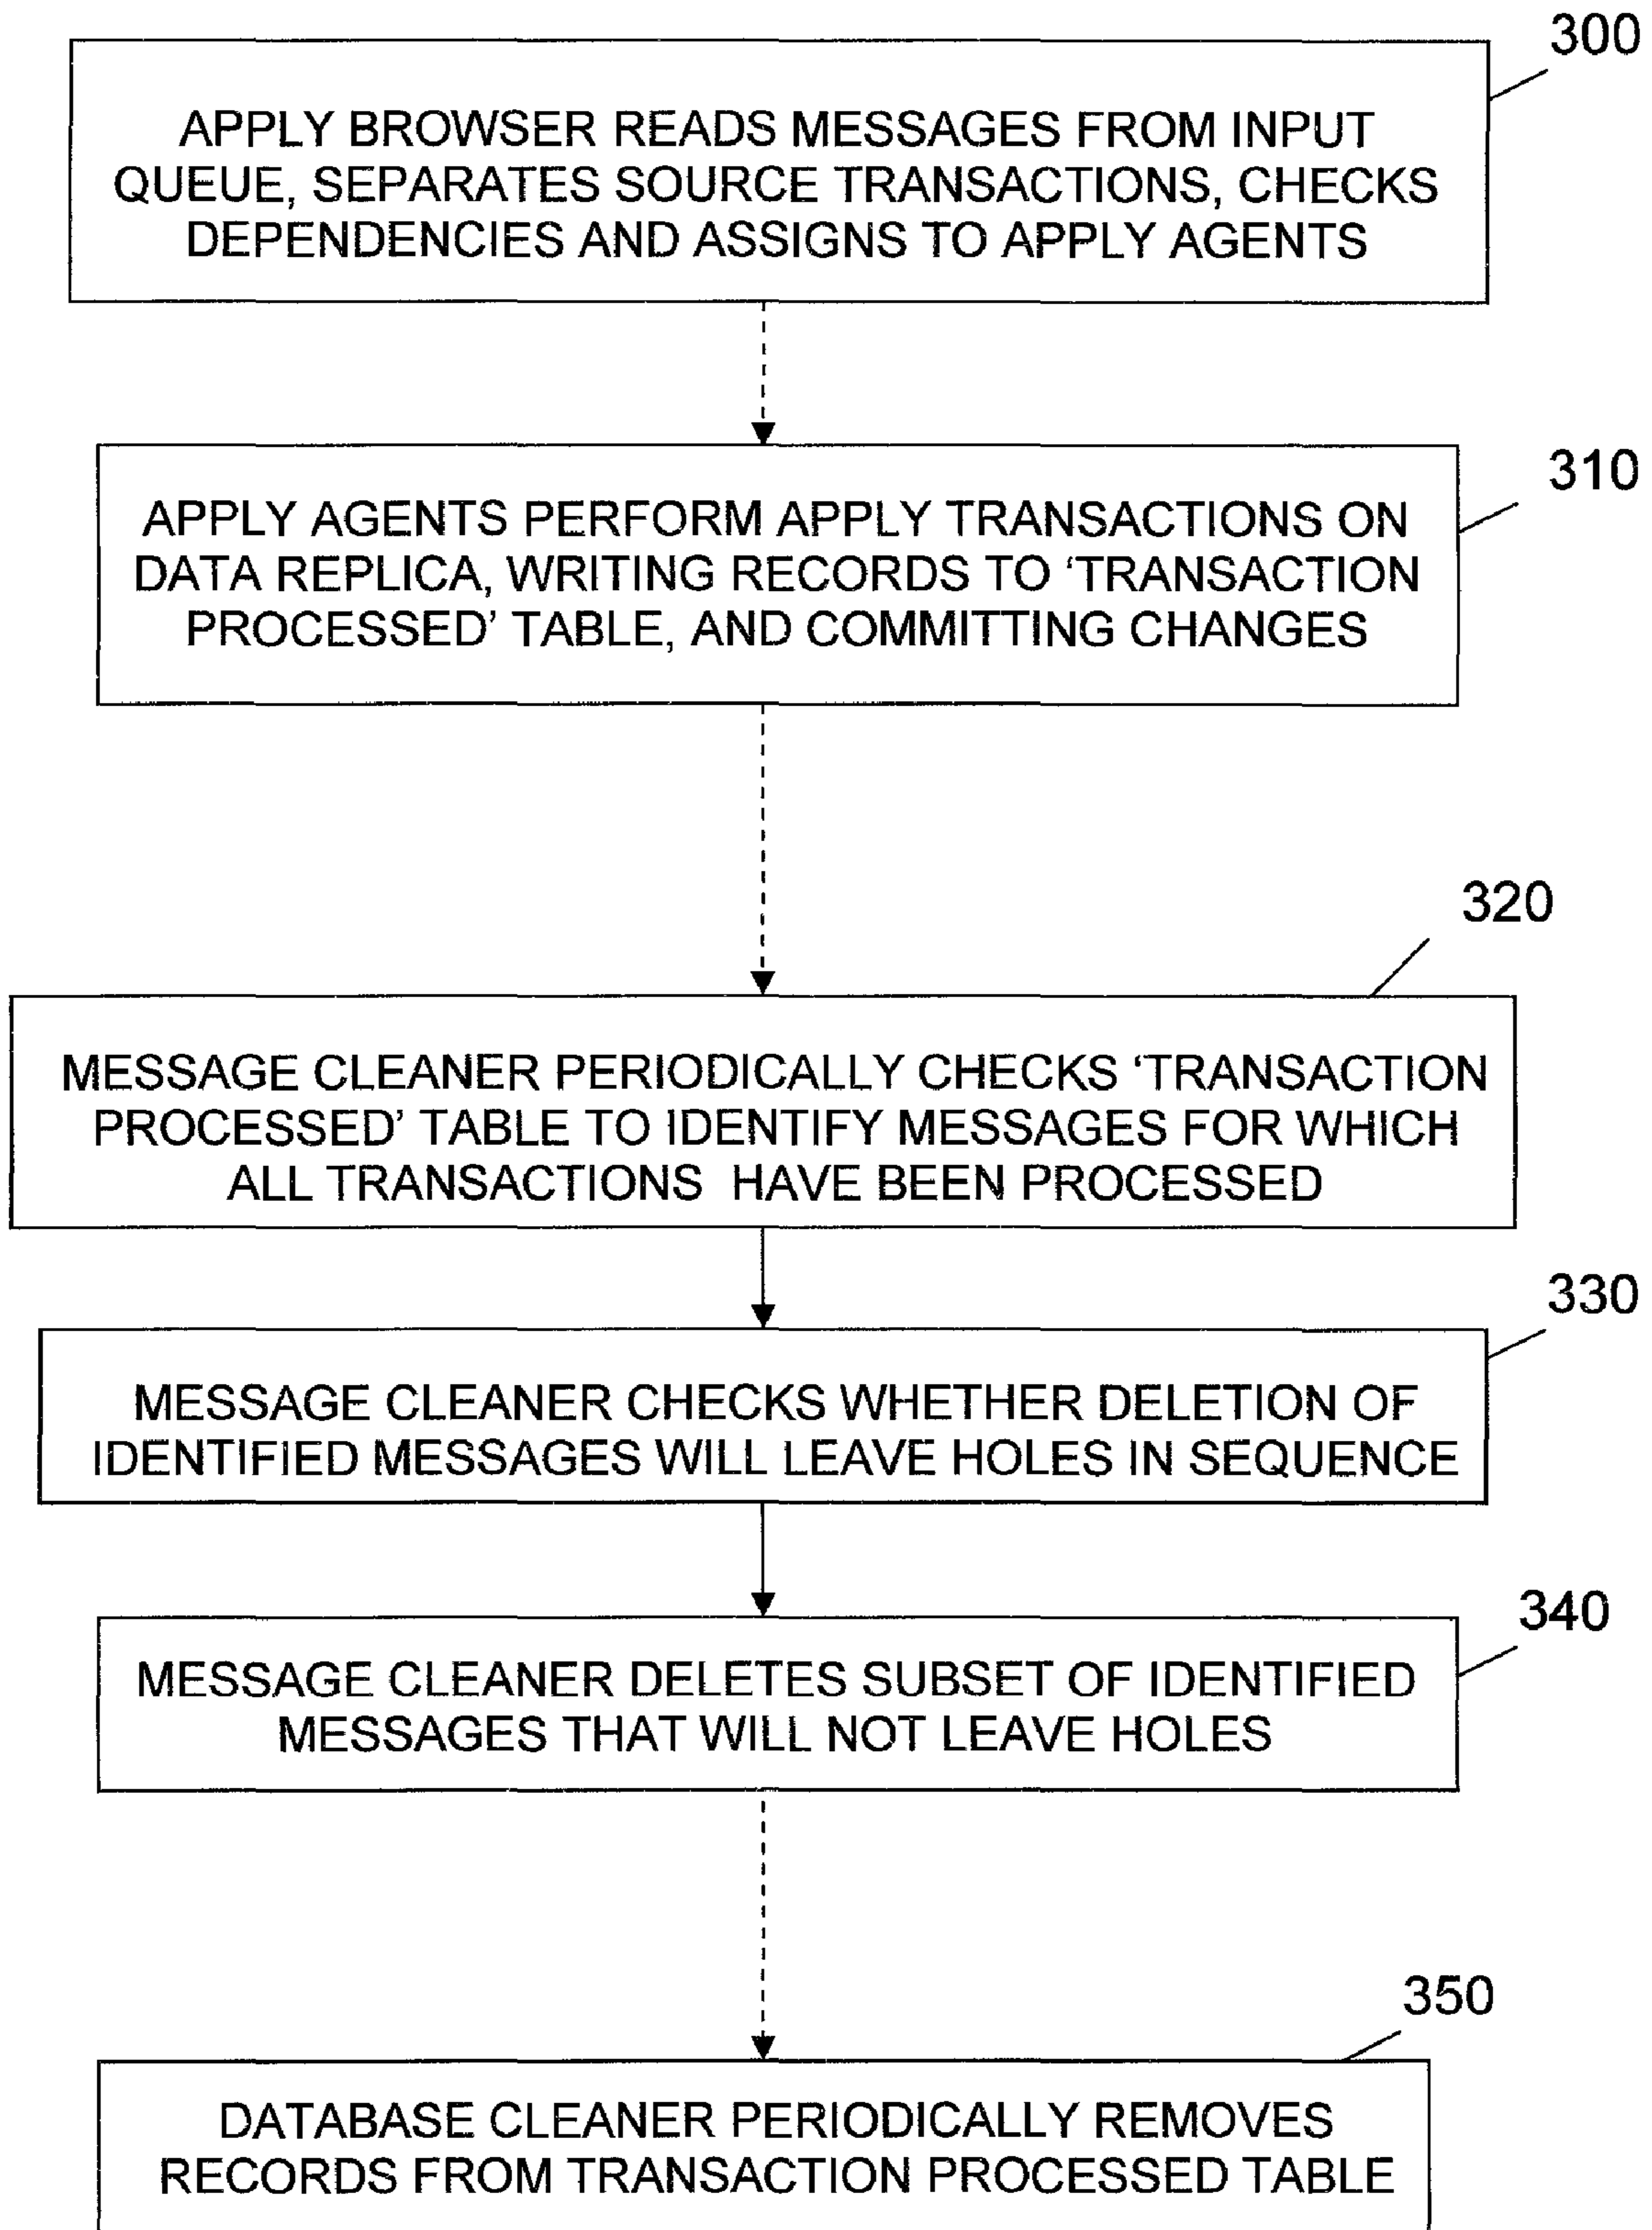 300
APPLY BROWSER READS MESSAGES FROM INPUT
QUEUE, SEPARATES SOURCE TRANSACTIONS, CHECKS
DEPENDENCIES AND ASSIGNS TO APPLY AGENTS
310
APPLY AGENTS PERFORM APPLY TRANSACTIONS ON
DATA REPLICA, WRITING RECORDS TO ‘TRANSACTION
PROCESSED’ TABLE, AND COMMITTING CHANGES
320
MESSAGE CLEANER PERIODICALLY CHECKS ‘TRANSACTION
PROCESSED’ TABLE TO IDENTIFY MESSAGES FOR WHICH
ALL TRANSACTIONS HAVE BEEN PROCESSED
330
MESSAGE CLEANER CHECKS WHETHER DELETION OF
IDENTIFIED MESSAGES WILL LEAVE HOLES IN SEQUENCE
340
MESSAGE CLEANER DELETES SUBSET OF IDENTIFIED
MESSAGES THAT WILL NOT LEAVE HOLES
350
DATABASE CLEANER PERIODICALLY REMOVES
RECORDS FROM TRANSACTION PROCESSED TABLE